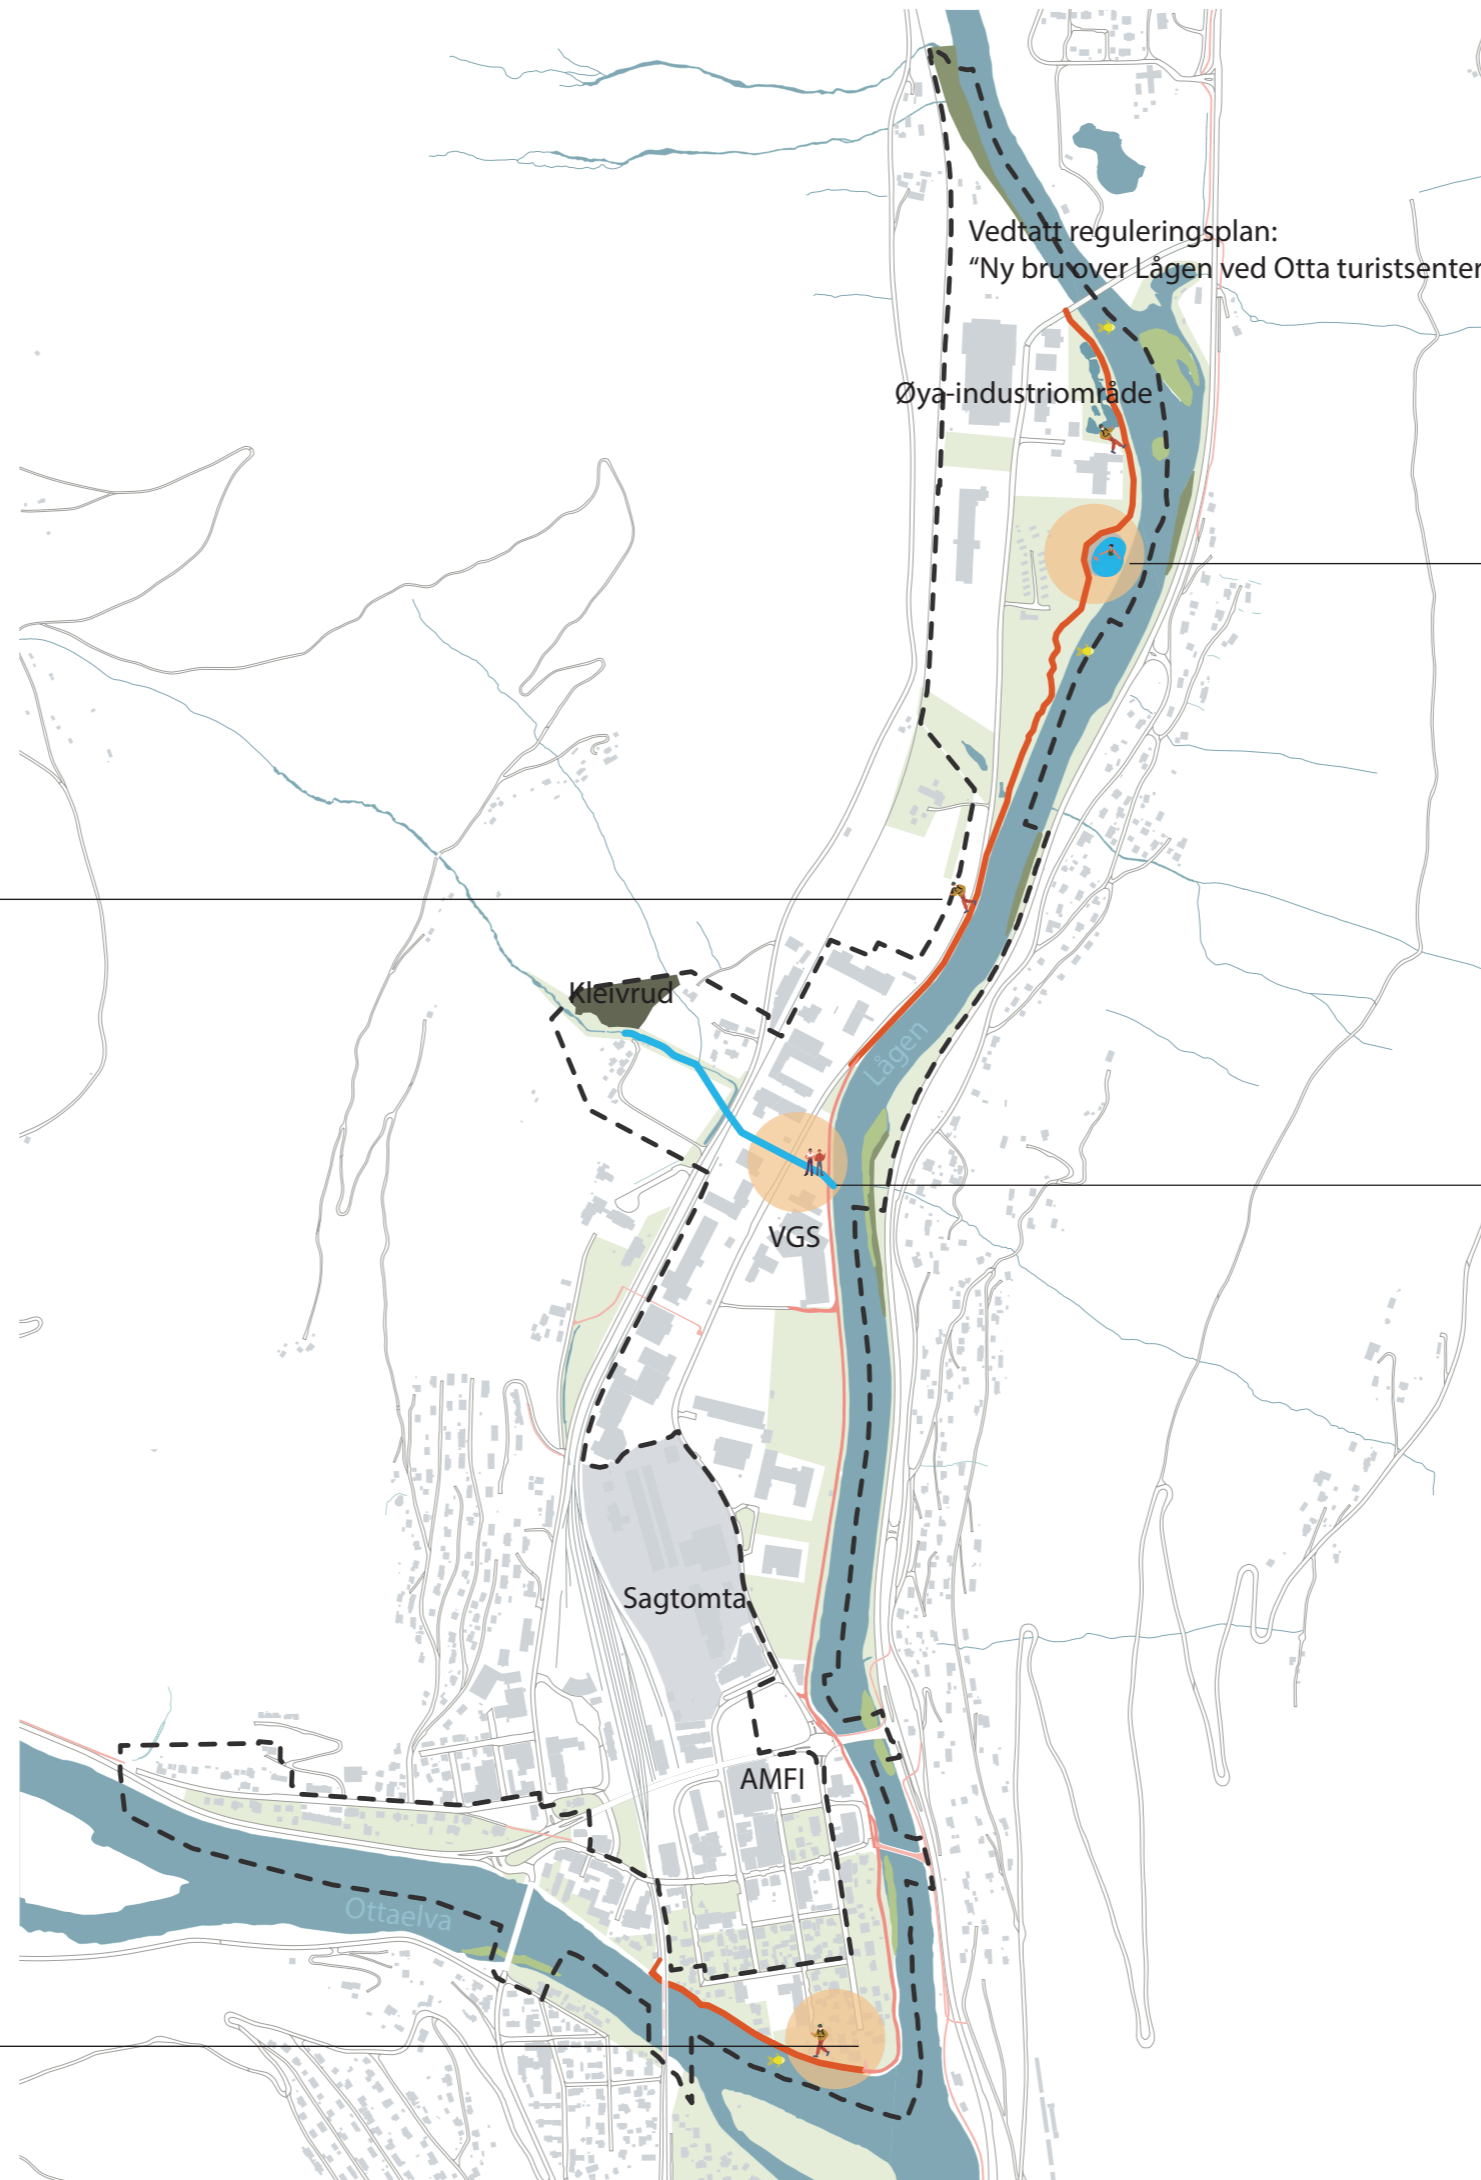 Vedtatt reguleringsplan:
“Ny bru over Lågen ved Otta turistsenter
Øya-industriområde
Kleivrud
Lågen
VGS
Sagtomta
AMFI
Ottaelva